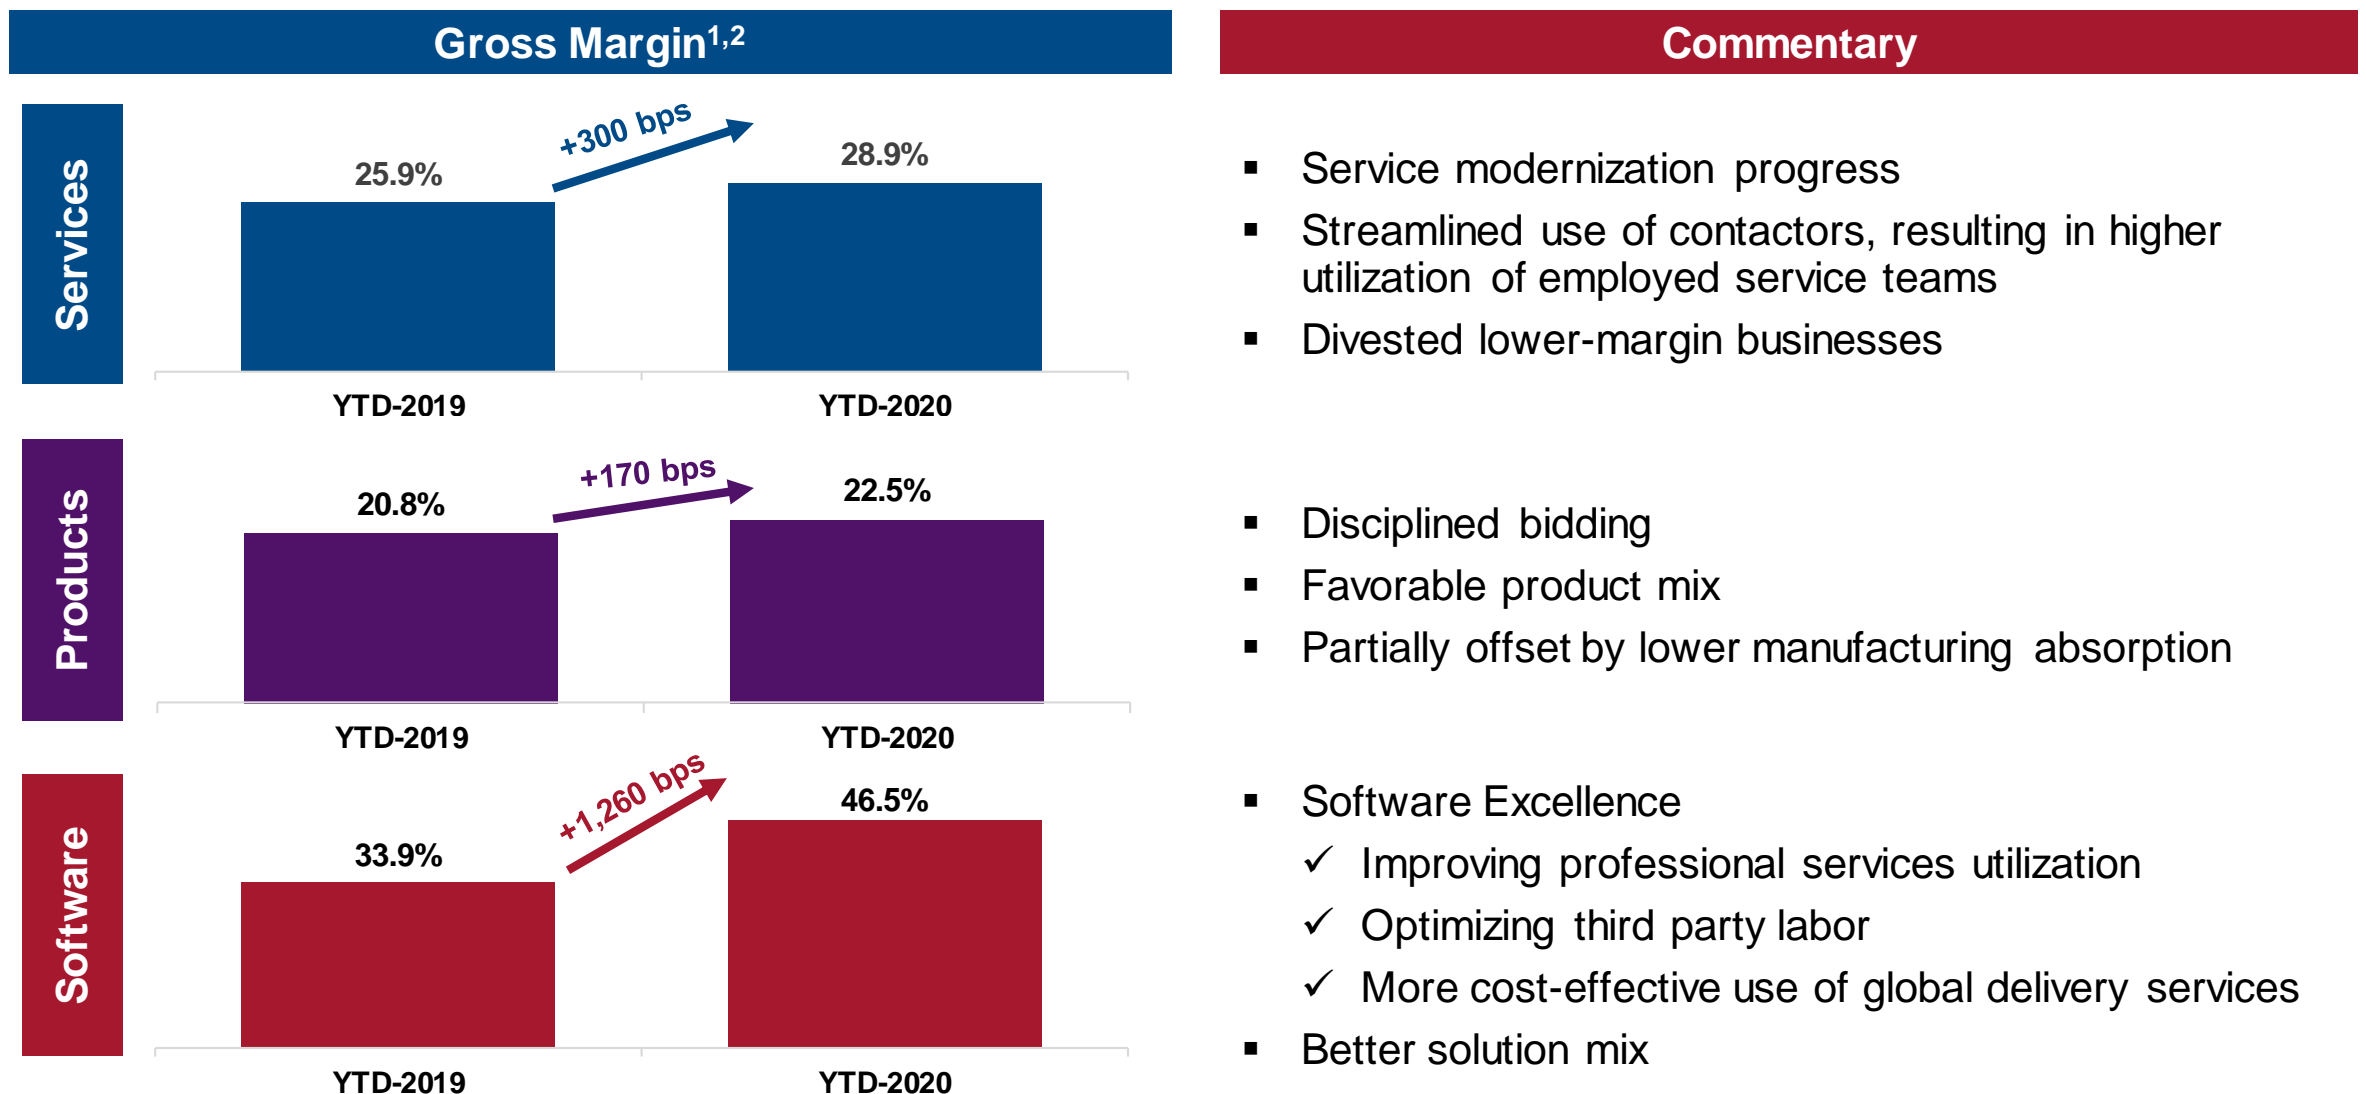 Gross Margin1,2
Services
+300 bps
25.9%
28.9%
YTD-2019
YTD-2020
Products
+170 bps
20.8%
22.5%
YTD-2019
YTD-2020
Software
+1,260 bps
33.9%
46.5%
YTD-2019
YTD-2020
Commentary
▪ Service modernization progress
▪ Streamlined use of contactors, resulting in higher
utilization of employed service teams
▪ Divested lower-margin businesses
▪ Disciplined bidding
▪ Favorable product mix
▪ Partially offset by lower manufacturing absorption
▪ Software Excellence
✓ Improving professional services utilization
✓ Optimizing third party labor
✓ More cost-effective use of global delivery services
▪ Better solution mix